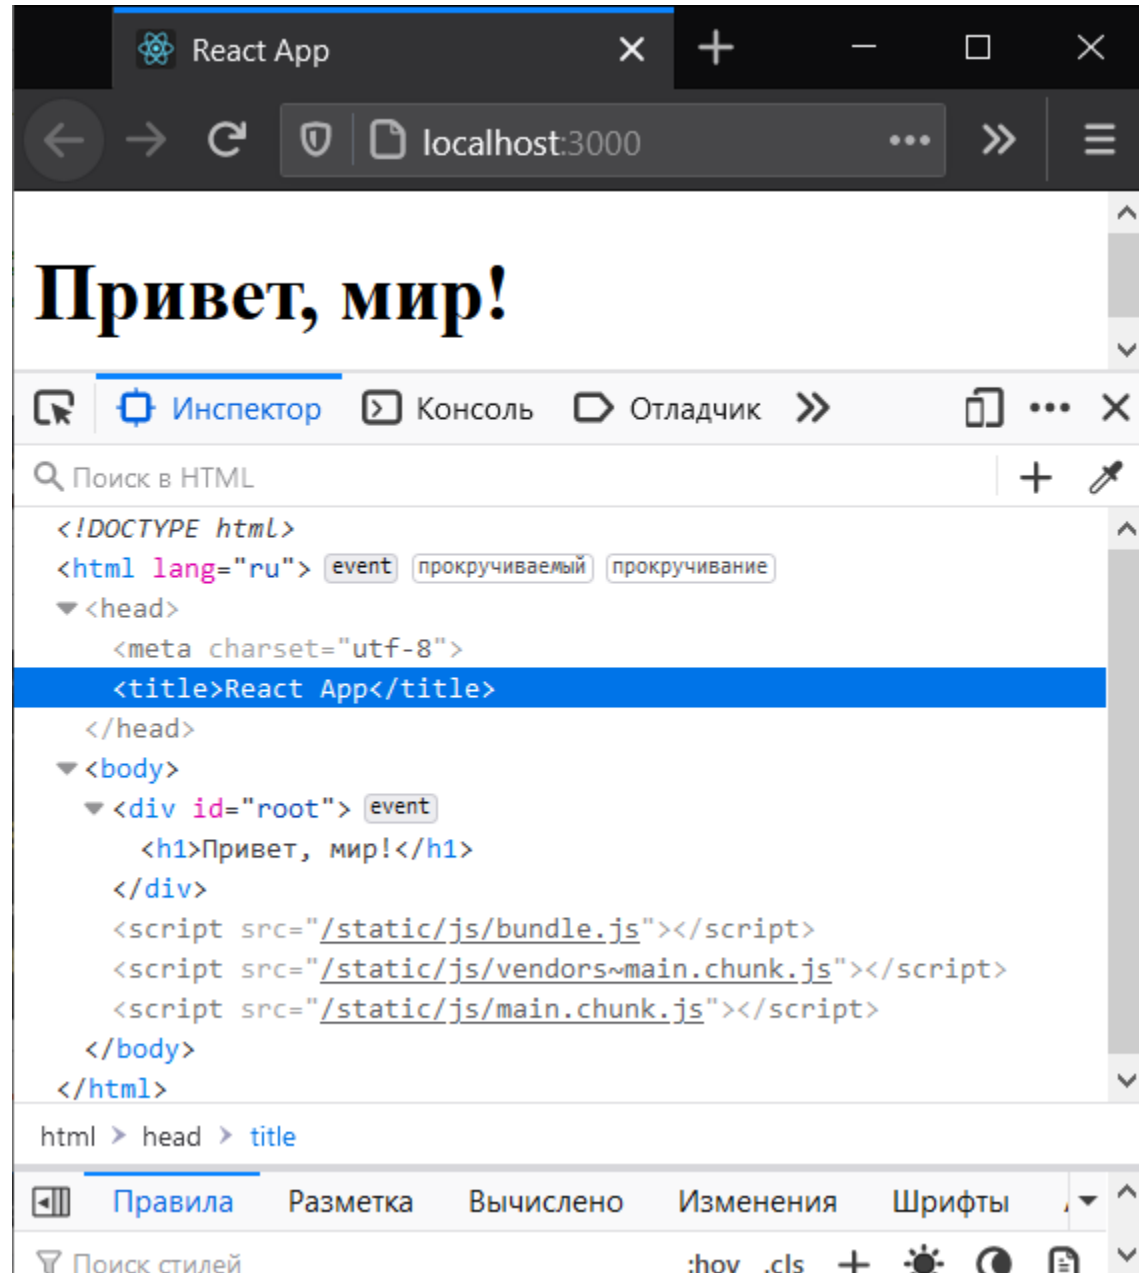 React App
localhost:3000
Привет, мир!
Инспектор Консоль Отладчик
Поиск в HTML
<!DOCTYPE html>
<html lang="ru"> event прокручиваемый прокручивание
<head>
<meta charset="utf-8">
<title>React App</title>
</head>
<body>
<div id="root"> event
<h1>Привет, мир!</h1>
</div>
<script src="/static/js/bundle.js"></script>
<script src="/static/js/vendors~main.chunk.js"></script>
<script src="/static/js/main.chunk.js"></script>
</body>
</html>
html > head > title
Правила Разметка Вычислено Изменения Шрифты
Поиск стилей :hov .cls